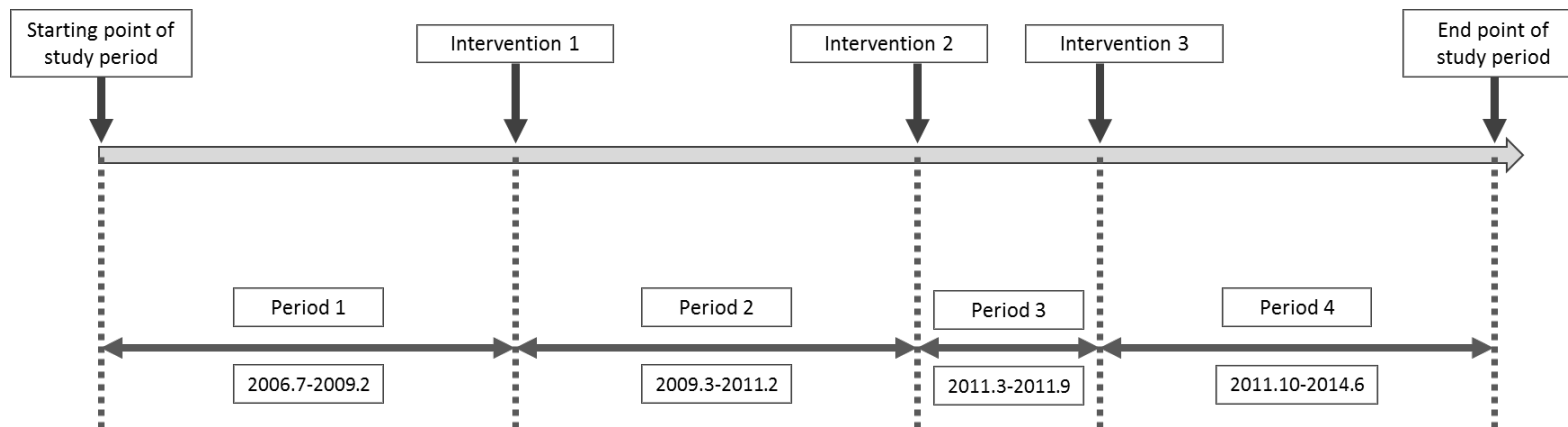 Starting point of
study period
Intervention 1
Intervention 2
Intervention 3
End point of
study period
Period 1
Period 2
Period 3
Period 4
2006.7-2009.2
2009.3-2011.2
2011.3-2011.9
2011.10-2014.6